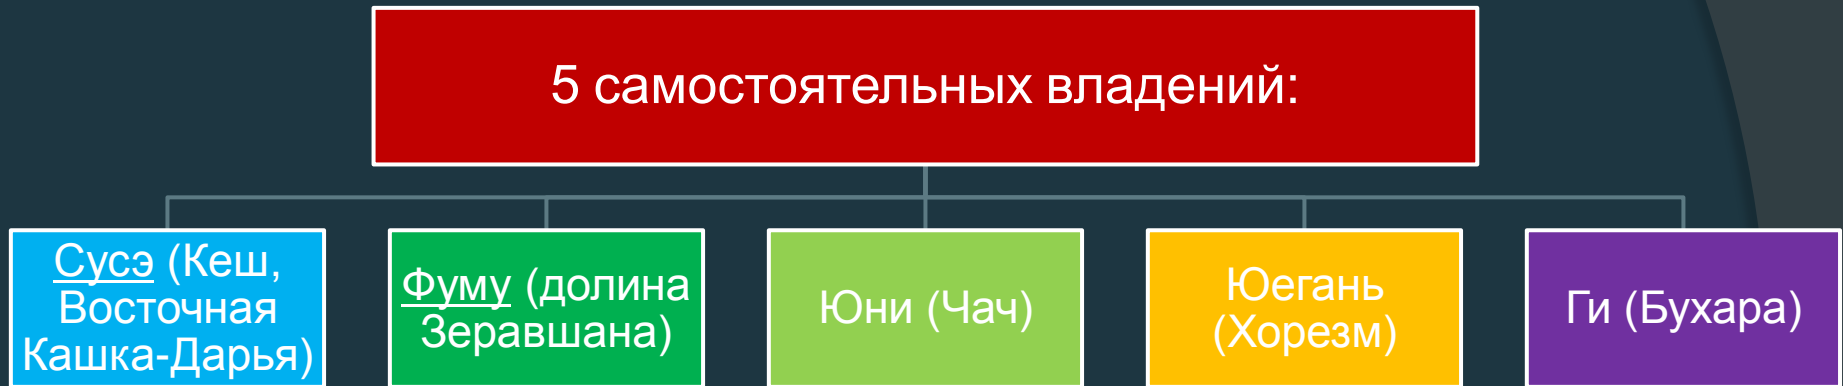 5 самостоятельных владений:
Сусэ (Кеш,
Восточная
Кашка-Дарья)
Фуму (долина
Зеравшана)
Юни (Чач)
Юегань
(Хорезм)
Ги (Бухара)